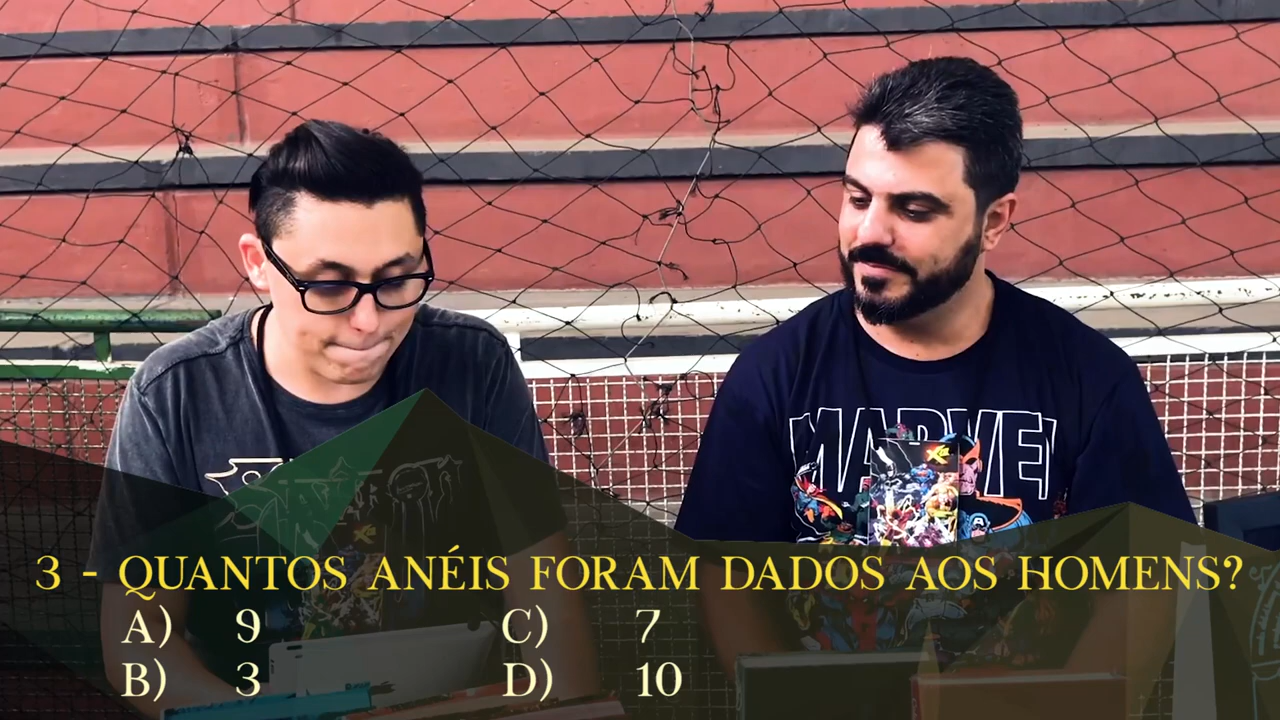 MARVEL
3 - QUANTOS ANÉIS FORAM DADOS AOS HOMENS?
A) 9 C) 7
B) 3 D) 10